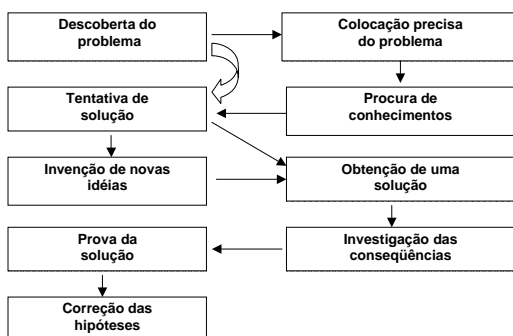 Descoberta do
problema
Colocação precisa
do problema
Tentativa de
solução
Procura de
conhecimentos
Invenção de novas
idéias
Obtenção de uma
solução
Prova da
solução
Investigação das
conseqüências
Correção das
hipóteses